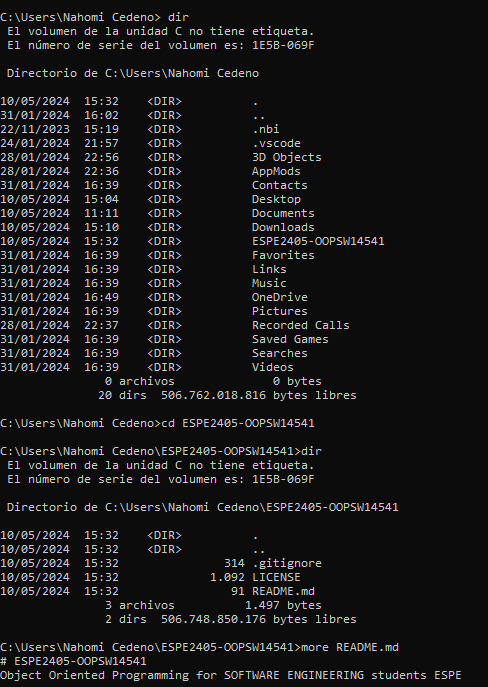 C:\Users\Nahomi Cedeno> dir
 El volumen de la unidad C no tiene etiqueta.
 El número de serie del volumen es: 1E5B-069F

 Directorio de C:\Users\Nahomi Cedeno

10/05/2024  15:32    <DIR>          .
31/01/2024  16:02    <DIR>          ..
22/11/2023  15:19    <DIR>          .nbi
24/01/2024  21:57    <DIR>          .vscode
28/01/2024  22:56    <DIR>          3D Objects
28/01/2024  22:36    <DIR>          AppMods
31/01/2024  16:39    <DIR>          Contacts
10/05/2024  15:04    <DIR>          Desktop
10/05/2024  11:11    <DIR>          Documents
10/05/2024  15:10    <DIR>          Downloads
10/05/2024  15:32    <DIR>          ESPE2405-OOPSW14541
31/01/2024  16:39    <DIR>          Favorites
31/01/2024  16:39    <DIR>          Links
31/01/2024  16:39    <DIR>          Music
31/01/2024  16:49    <DIR>          OneDrive
31/01/2024  16:39    <DIR>          Pictures
28/01/2024  22:37    <DIR>          Recorded Calls
31/01/2024  16:39    <DIR>          Saved Games
31/01/2024  16:39    <DIR>          Searches
31/01/2024  16:39    <DIR>          Videos
               0 archivos              0 bytes
              20 dirs  506.762.018.816 bytes libres

C:\Users\Nahomi Cedeno>cd ESPE2405-OOPSW14541

C:\Users\Nahomi Cedeno\ESPE2405-OOPSW14541>dir
 El volumen de la unidad C no tiene etiqueta.
 El número de serie del volumen es: 1E5B-069F

 Directorio de C:\Users\Nahomi Cedeno\ESPE2405-OOPSW14541

10/05/2024  15:32    <DIR>          .
10/05/2024  15:32    <DIR>          ..
10/05/2024  15:32               314 .gitignore
10/05/2024  15:32             1.092 LICENSE
10/05/2024  15:32                91 README.md
               3 archivos          1.497 bytes
               2 dirs  506.748.850.176 bytes libres

C:\Users\Nahomi Cedeno\ESPE2405-OOPSW14541>more README.md
# ESPE2405-OOPSW14541
Object Oriented Programming for SOFTWARE ENGINEERING students ESPE